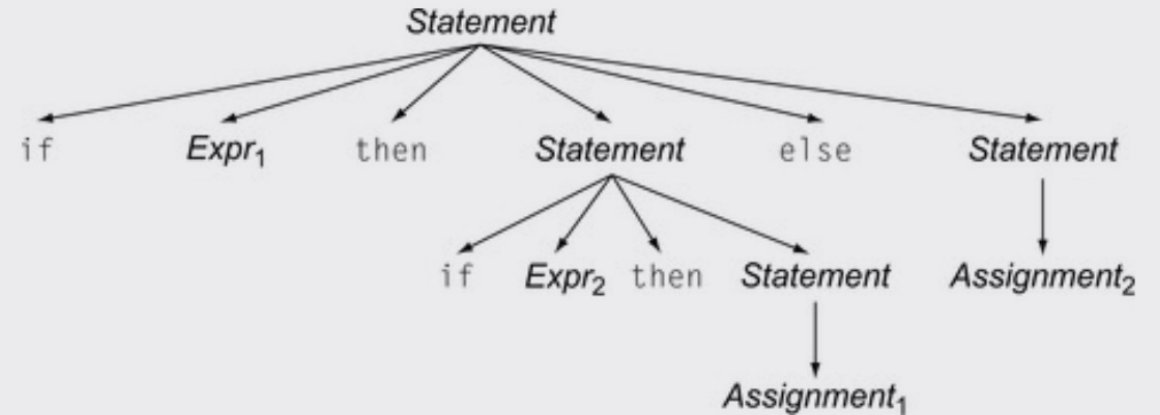 Statement
if Expr₁ then Statement else Statement
if Expr₂ then Statement Assignment₂
Assignment₁